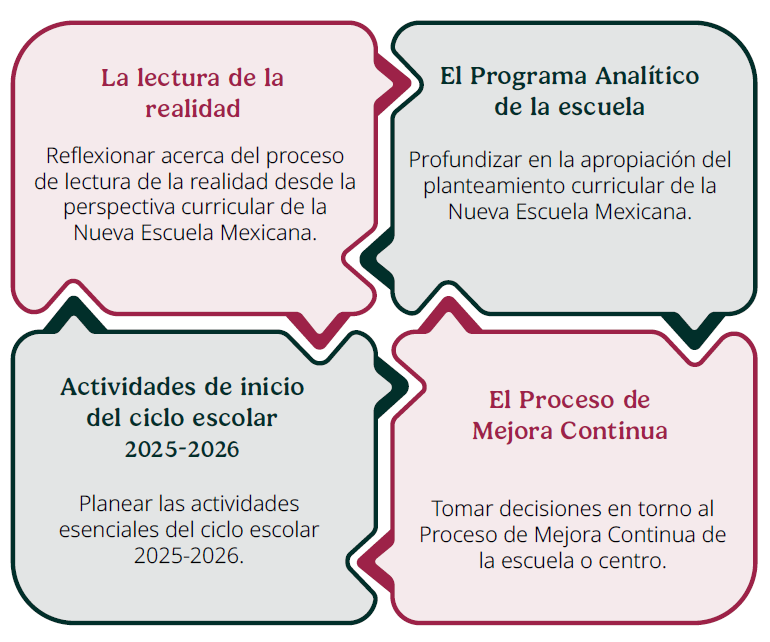 La lectura de la
realidad
Reflexionar acerca del proceso
de lectura de la realidad desde la
perspectiva curricular de la
Nueva Escuela Mexicana.
El Programa Analítico
de la escuela
Profundizar en la apropiación del
planteamiento curricular de la
Nueva Escuela Mexicana.
Actividades de inicio
del ciclo escolar
2025-2026
Planear las actividades
esenciales del ciclo escolar
2025-2026.
El Proceso de
Mejora Continua
Tomar decisiones en torno al
Proceso de Mejora Continua de
la escuela o centro.